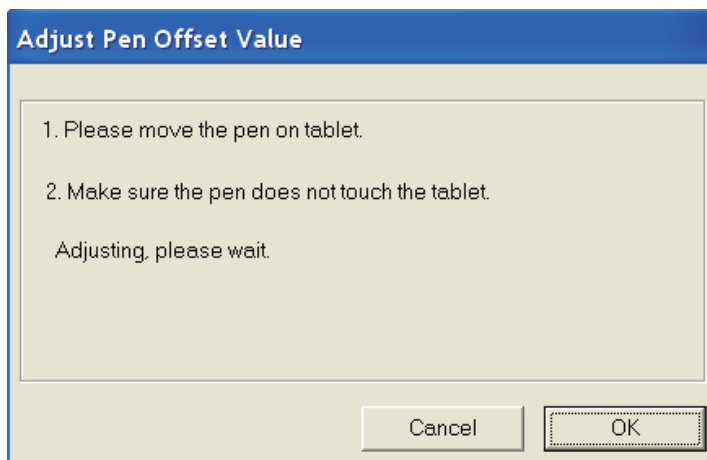 Adjust Pen Offset Value
1. Please move the pen on tablet.
2. Make sure the pen does not touch the tablet.
Adjusting, please wait.
Cancel OK